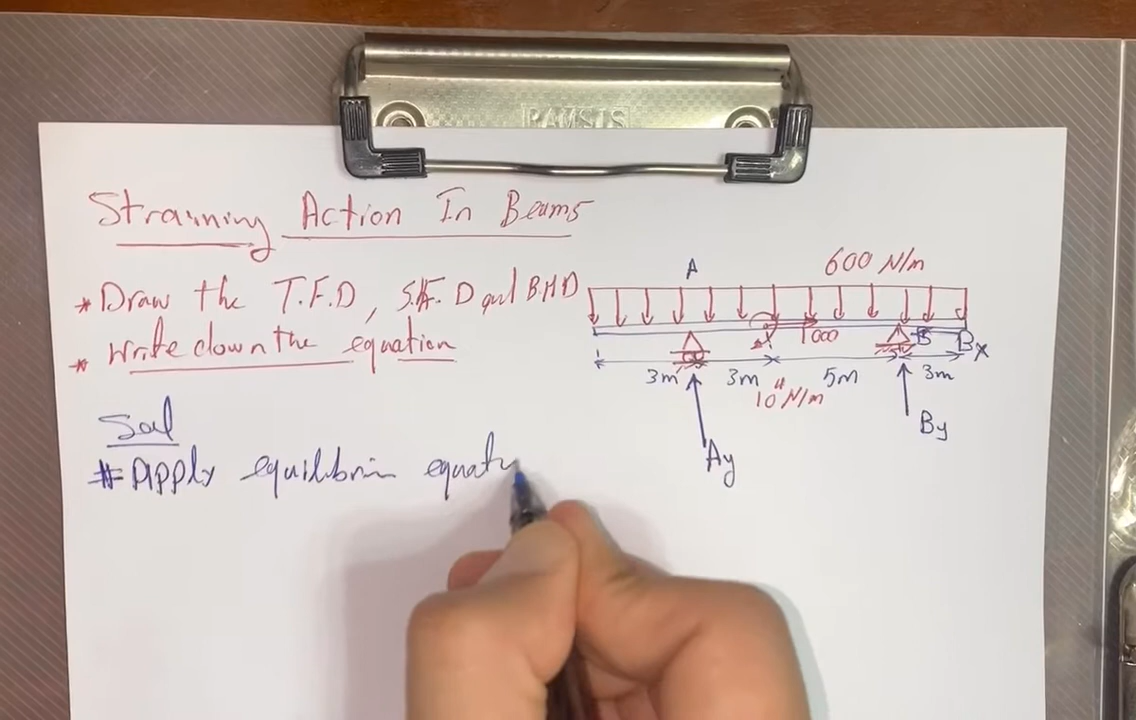 RAMSIS
Straining Action In Beams
* Draw the T.F.D, S.F.D and B.M.D
* Write down the equation
600 N/m
A
1000
B
Bx
3m 3m 5m 3m
10 N/m
Ay
By
Sol
# Apply equilibrium equat